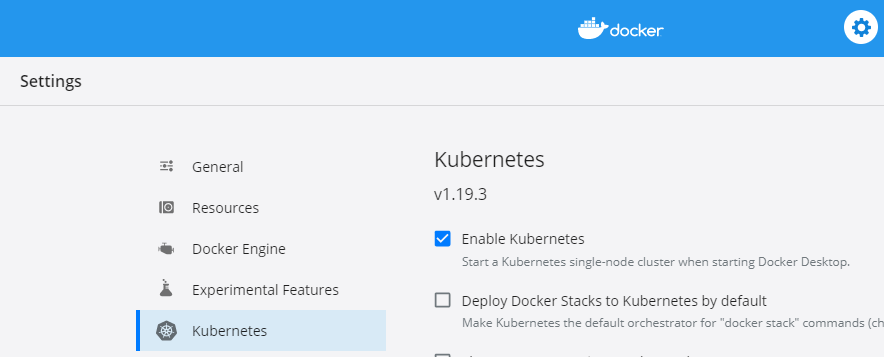 docker
Settings
General
Resources
Docker Engine
Experimental Features
Kubernetes
Kubernetes
v1.19.3
Enable Kubernetes
Start a Kubernetes single-node cluster when starting Docker Desktop.
Deploy Docker Stacks to Kubernetes by default
Make Kubernetes the default orchestrator for "docker stack" commands (ch